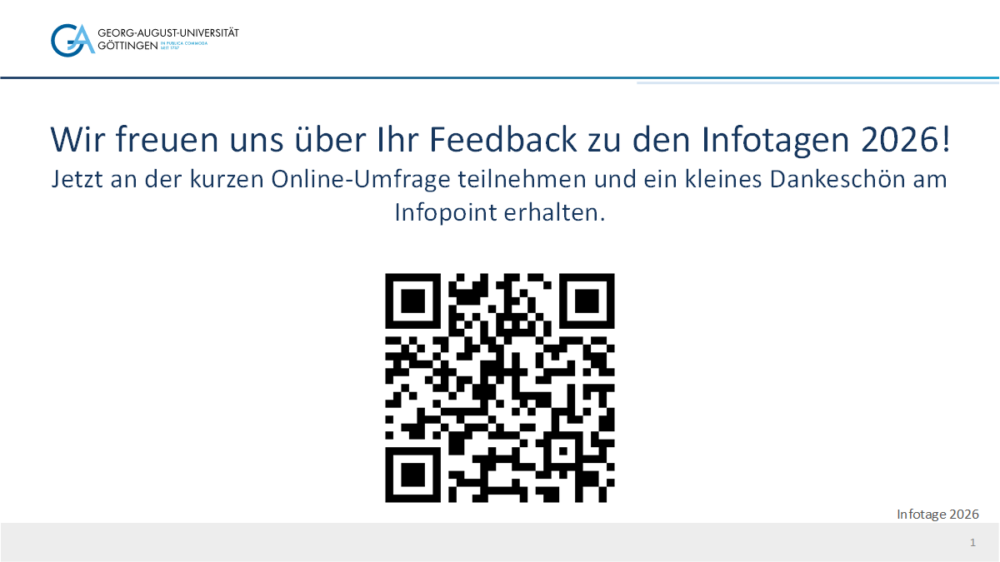 GEORG-AUGUST-UNIVERSITÄT
GÖTTINGEN IN PUBLICA COMMODA
SEIT 1737
Wir freuen uns über Ihr Feedback zu den Infotagen 2026!
Jetzt an der kurzen Online-Umfrage teilnehmen und ein kleines Dankeschön am
Infopoint erhalten.
Infotage 2026
1